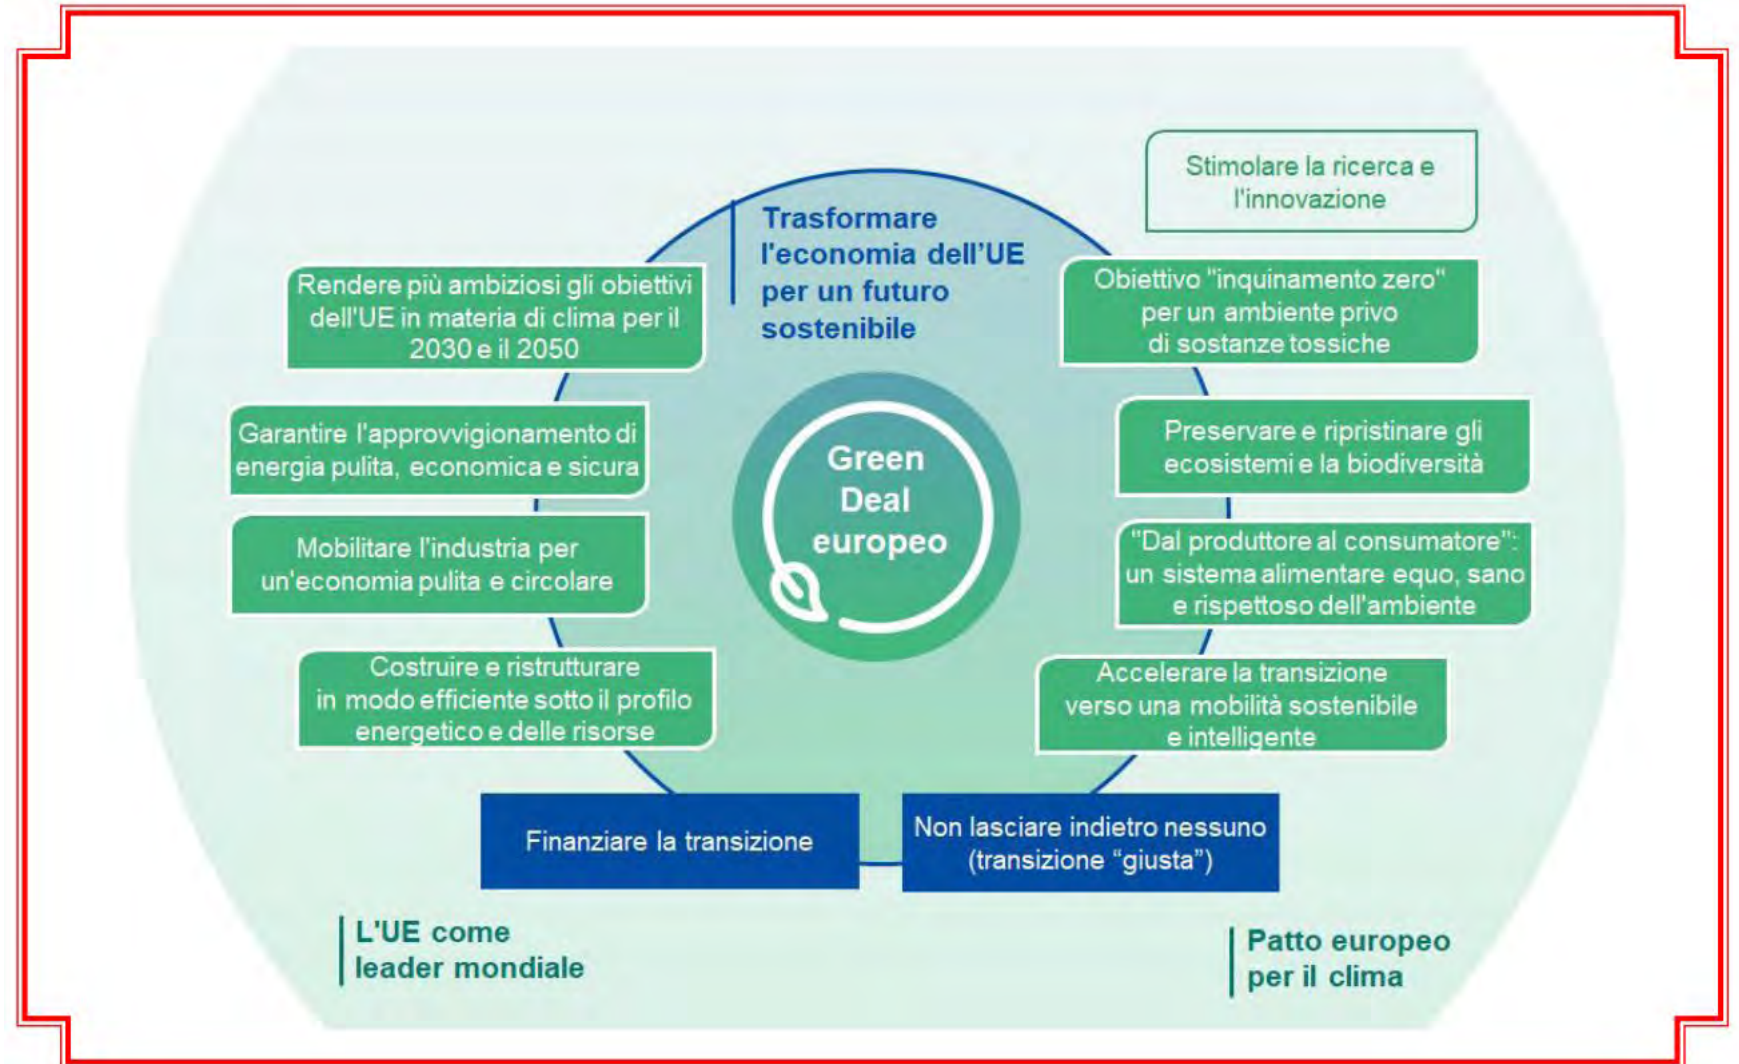 Stimolare la ricerca e
l'innovazione
Trasformare
l'economia dell'UE
per un futuro
sostenibile
Rendere più ambiziosi gli obiettivi
dell'UE in materia di clima per il
2030 e il 2050
Obiettivo "inquinamento zero"
per un ambiente privo
di sostanze tossiche
Garantire l'approvvigionamento di
energia pulita, economica e sicura
Preservare e ripristinare gli
ecosistemi e la biodiversità
Green
Deal
europeo
Mobilitare l'industria per
un'economia pulita e circolare
"Dal produttore al consumatore":
un sistema alimentare equo, sano
e rispettoso dell'ambiente
Costruire e ristrutturare
in modo efficiente sotto il profilo
energetico e delle risorse
Accelerare la transizione
verso una mobilità sostenibile
e intelligente
Finanziare la transizione
Non lasciare indietro nessuno
(transizione “giusta”)
L'UE come
leader mondiale
Patto europeo
per il clima